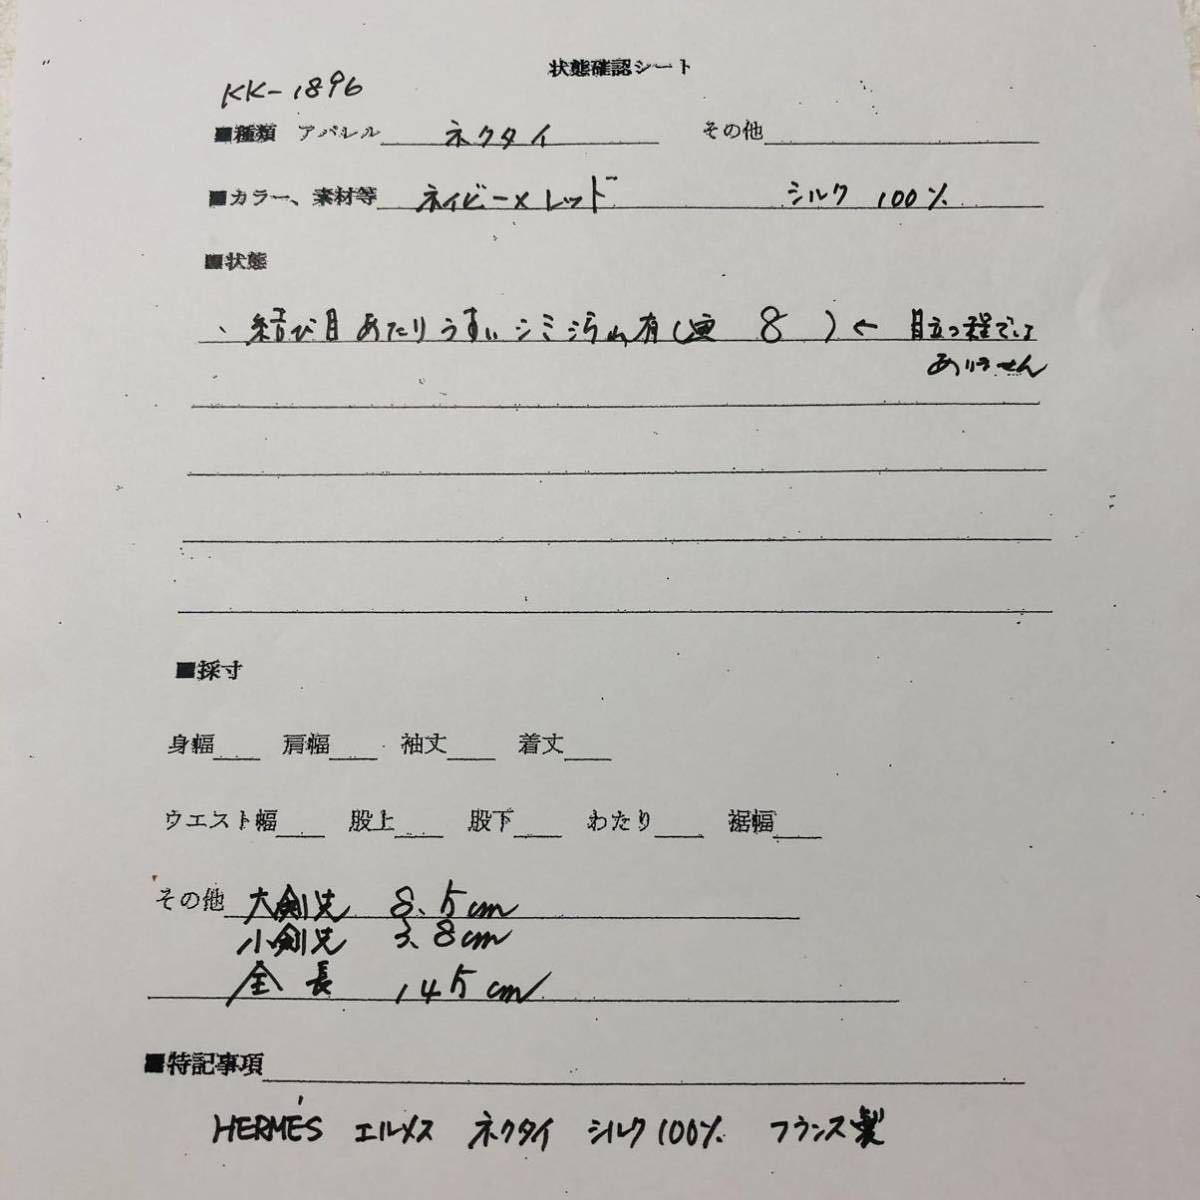 状態確認シート
KK-1896
■種類 アパレル ネクタイ その他
■カラー、素材等 ネイビー×レッド シルク 100%
■状態
、結び目あたりうすいシミ汚れ有( 8 )← 目立つ程では
ありません
■採寸
身幅 肩幅 袖丈 着丈
ウエスト幅 股上 股下 わたり 裾幅
その他 大剣先 8.5cm
小剣先 3.8cm
全長 145cm
■特記事項
HERMÈS エルメス ネクタイ シルク100% フランス製